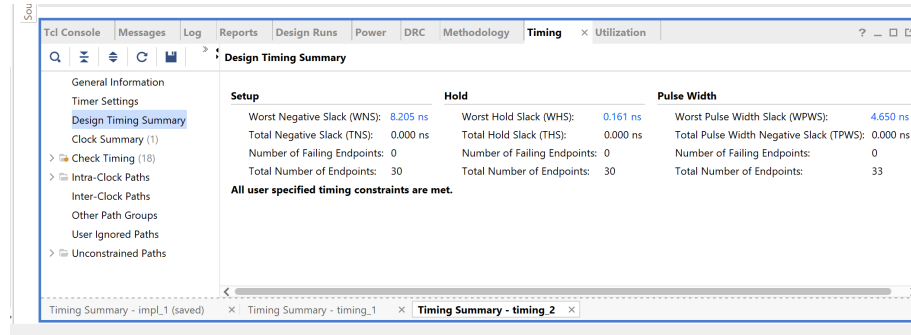 Sou
Tcl Console Messages Log Reports Design Runs Power DRC Methodology Timing × Utilization ? _
Design Timing Summary
General Information
Timer Settings
Design Timing Summary
Clock Summary (1)
Check Timing (18)
Intra-Clock Paths
Inter-Clock Paths
Other Path Groups
User Ignored Paths
Unconstrained Paths
Setup Hold Pulse Width
Worst Negative Slack (WNS): 8.205 ns Worst Hold Slack (WHS): 0.161 ns Worst Pulse Width Slack (WPWS): 4.650 ns
Total Negative Slack (TNS): 0.000 ns Total Hold Slack (THS): 0.000 ns Total Pulse Width Negative Slack (TPWS): 0.000 ns
Number of Failing Endpoints: 0 Number of Failing Endpoints: 0 Number of Failing Endpoints: 0
Total Number of Endpoints: 30 Total Number of Endpoints: 30 Total Number of Endpoints: 33
All user specified timing constraints are met.
Timing Summary - impl_1 (saved) × Timing Summary - timing_1 × Timing Summary - timing_2 ×